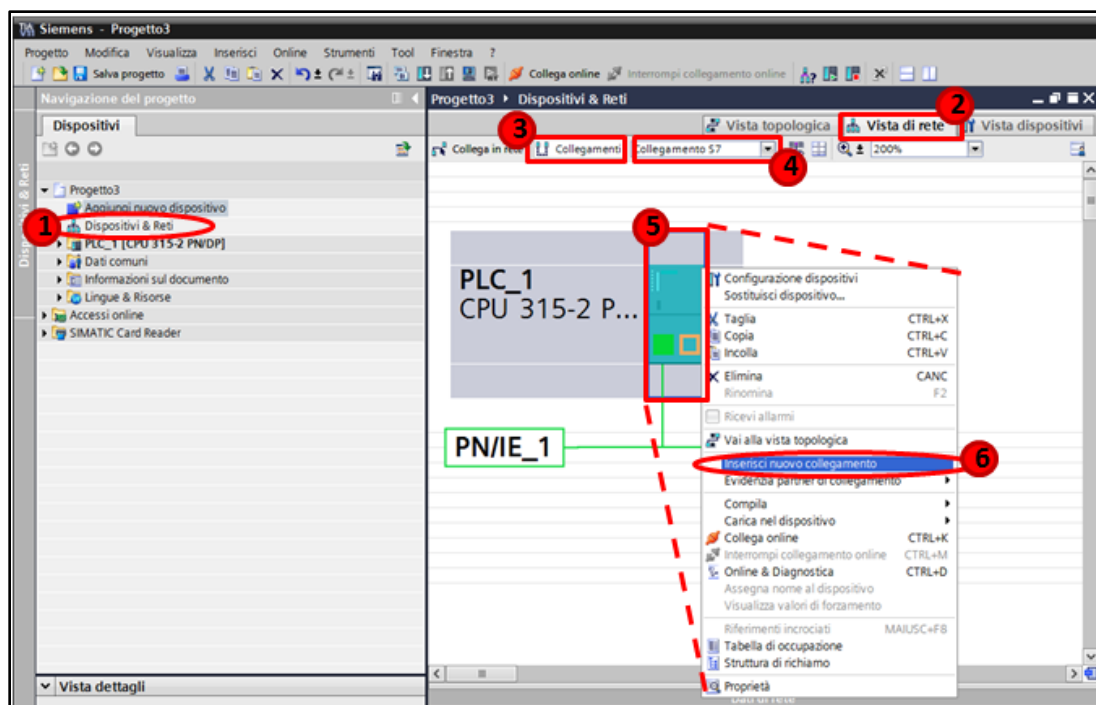 Siemens - Progetto3
Progetto Modifica Visualizza Inserisci Online Strumenti Tool Finestra ?
Salva progetto Collega online Interrompi collegamento online
Navigazione del progetto
Progetto3 Dispositivi & Reti
2
Dispositivi
Vista topologica Vista di rete Vista dispositivi
3
Collega in rete Collegamenti Collegamento S7 200%
4
Dispositivi & Reti
Progetto3
Aggiungi nuovo dispositivo
1
Dispositivi & Reti
PLC_1 [CPU 315-2 PN/DP]
Dati comuni
Informazioni sul documento
Lingue & Risorse
Accessi online
SIMATIC Card Reader
Vista dettagli
5
PLC_1
CPU 315-2 P...
PN/IE_1
Configurazione dispositivi
Sostituisci dispositivo...
Taglia CTRL+X
Copia CTRL+C
Incolla CTRL+V
Elimina CANC
Rinomina F2
Ricevi allarmi
Vai alla vista topologica
Inserisci nuovo collegamento
6
Evidenzia partner di collegamento
Compila
Carica nel dispositivo
Collega online CTRL+K
Interrompi collegamento online CTRL+M
Online & Diagnostica CTRL+D
Assegna nome al dispositivo
Visualizza valori di forzamento
Riferimenti incrociati MAIUSC+F8
Tabella di occupazione
Struttura di richiamo
Proprietà
Dati di rete